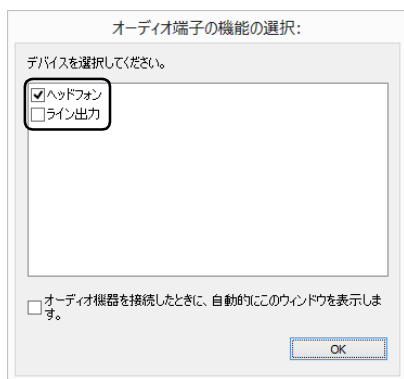 オーディオ端子の機能の選択:
デバイスを選択してください。
ヘッドフォン
ライン出力
オーディオ機器を接続したときに、自動的にこのウィンドウを表示しま
す。
OK